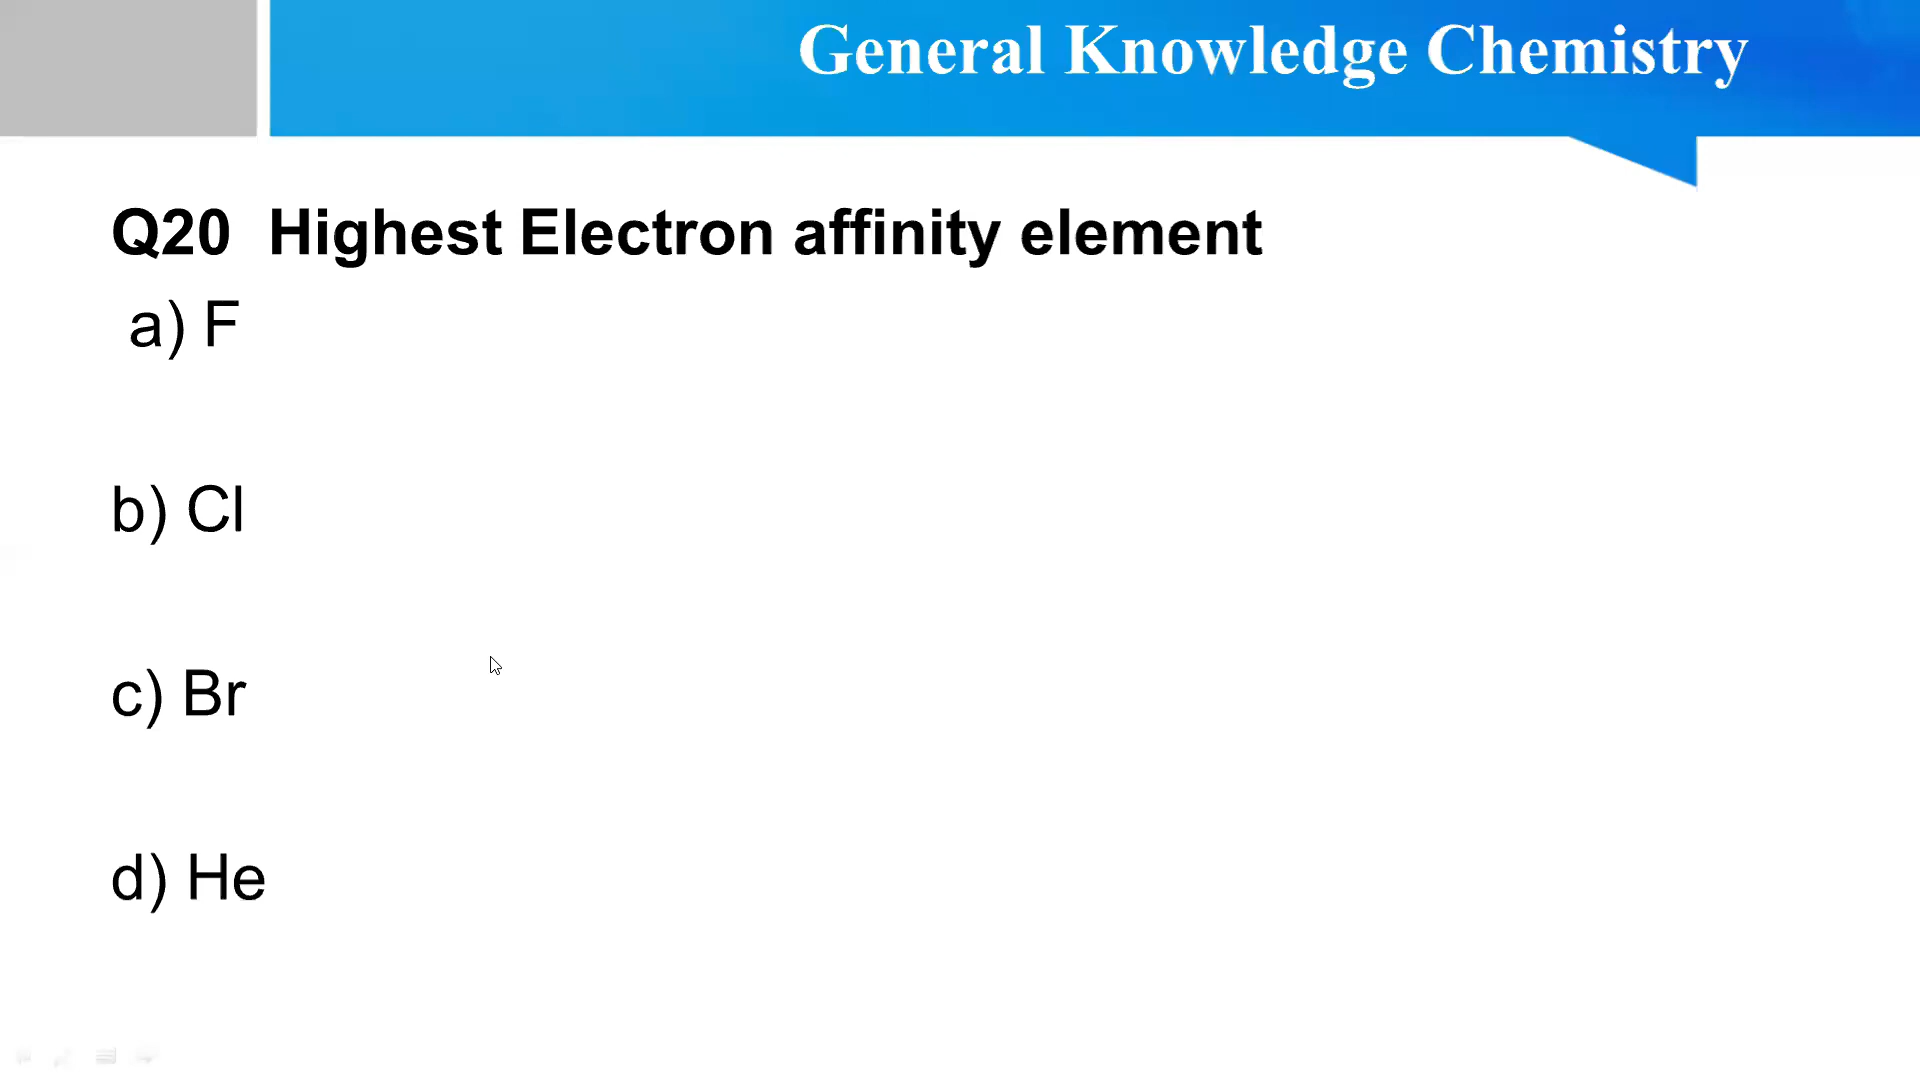 General Knowledge Chemistry
Q20 Highest Electron affinity element
a) F
b) Cl
c) Br
d) He